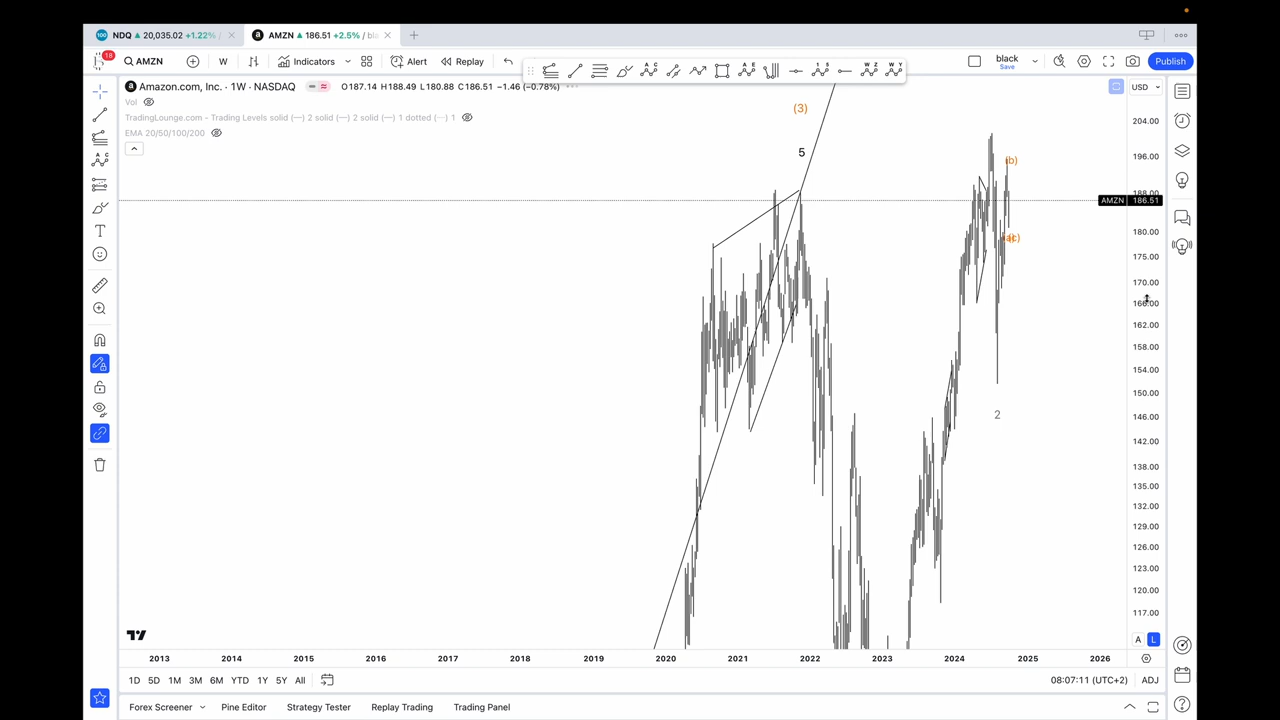 NDQ ▲ 20,035.02 +1.22% /
AMZN ▲ 186.51 +2.5% / bla
18
AMZN
W
Indicators
Alert
Replay
black
Save
Publish
Amazon.com, Inc. · 1W · NASDAQ
O187.14 H188.49 L180.88 C186.51 −1.46 (−0.78%)
USD
Vol
TradingLounge.com - Trading Levels solid (—) 2 solid (—) 2 solid (—) 1 dotted (···) 1
EMA 20/50/100/200
(3)
5
(b)
2
204.00
196.00
188.00
AMZN 186.51
180.00
175.00
170.00
166.00
162.00
158.00
154.00
150.00
146.00
142.00
138.00
135.00
132.00
129.00
126.00
123.00
120.00
117.00
A L
2013 2014 2015 2016 2017 2018 2019 2020 2021 2022 2023 2024 2025 2026
1D 5D 1M 3M 6M YTD 1Y 5Y All
08:07:11 (UTC+2) ADJ
Forex Screener Pine Editor Strategy Tester Replay Trading Trading Panel